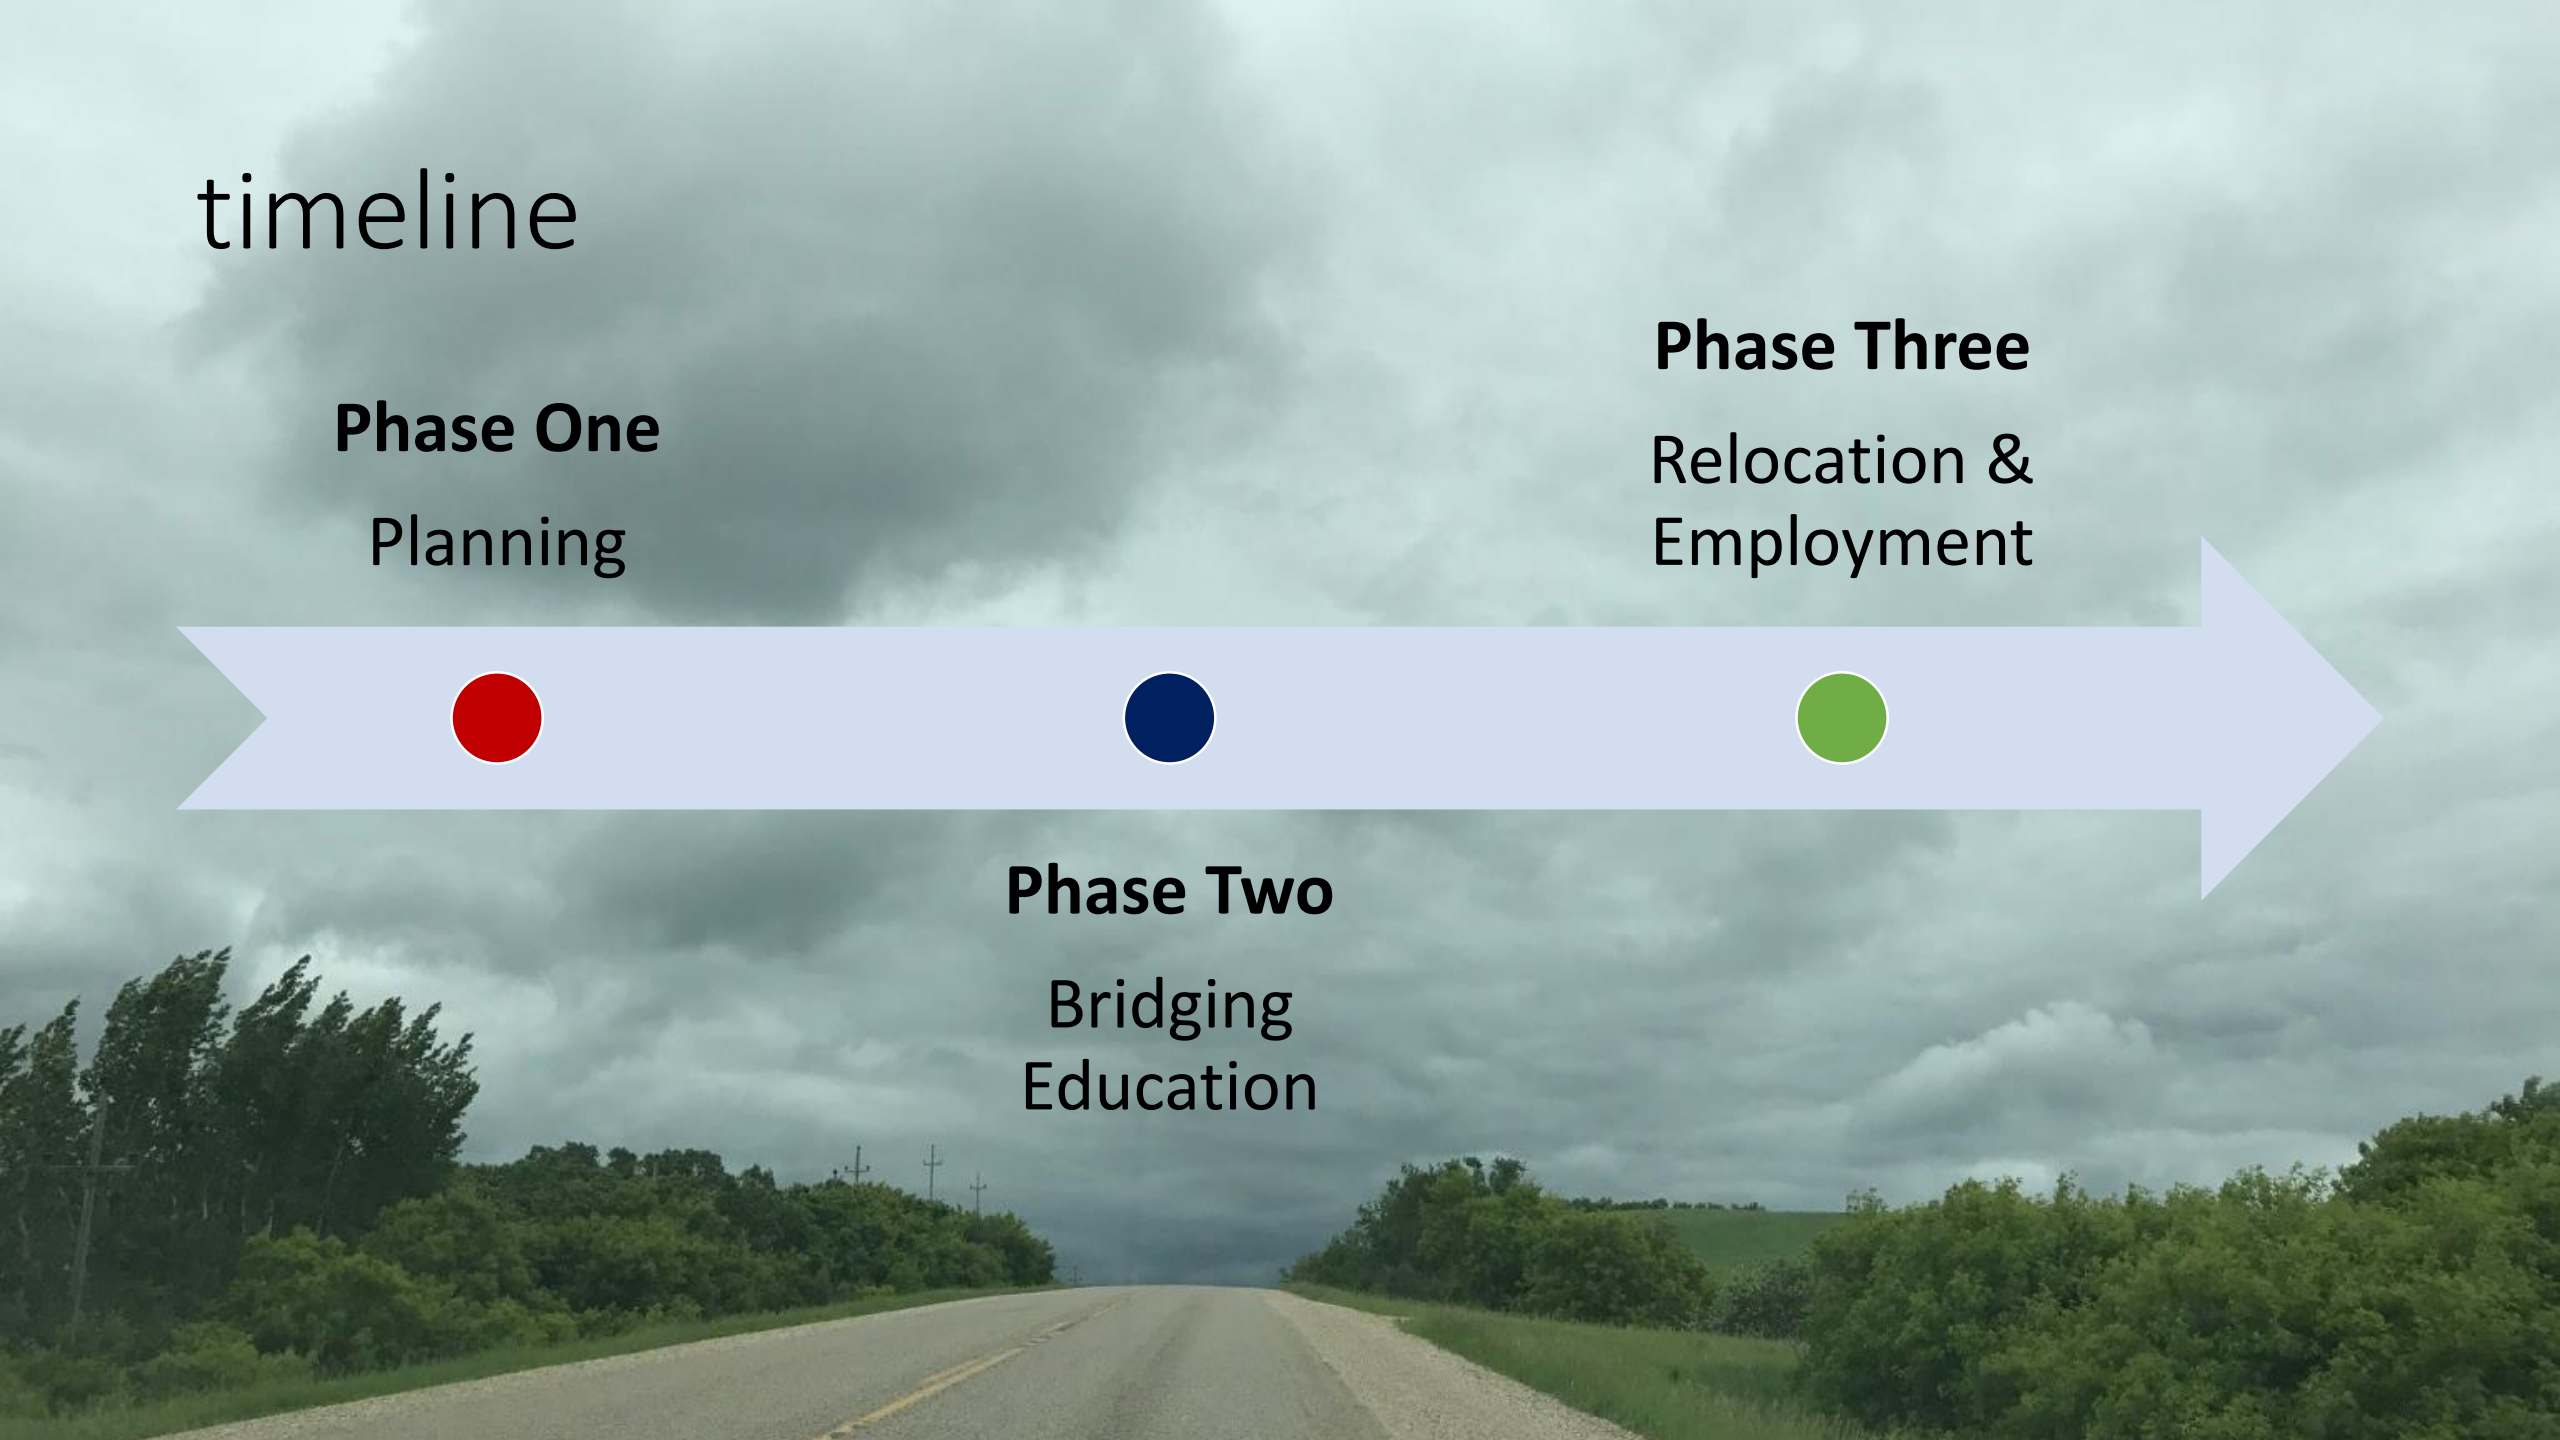 timeline
Phase One
Planning
Phase Two
Bridging
Education
Phase Three
Relocation &
Employment